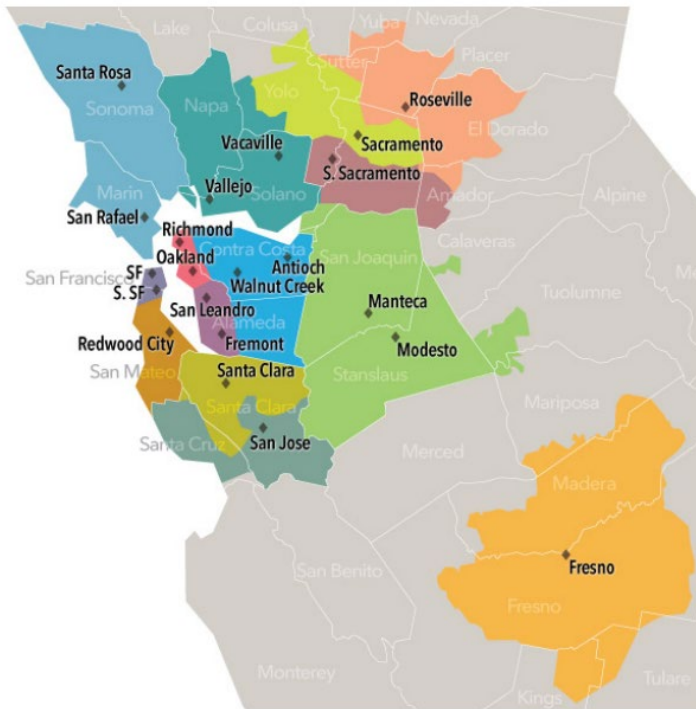 Lake
Colusa
Yuba
Nevada
Sutter
Placer
Santa Rosa
Sonoma
Napa
Yolo
Roseville
El Dorado
Sacramento
Vacaville
S. Sacramento
Solano
Vallejo
Marin
Amador
Alpine
San Rafael
Richmond
Contra Costa
San Joaquin
Calaveras
Oakland
Antioch
San Francisco
SF
Walnut Creek
S. SF
Tuolumne
San Leandro
Manteca
Alameda
Redwood City
Fremont
Modesto
San Mateo
Santa Clara
Stanslaus
Mariposa
Santa Clara
Santa Cruz
San Jose
Merced
Madera
Fresno
San Benito
Fresno
Monterey
Kings
Tulare